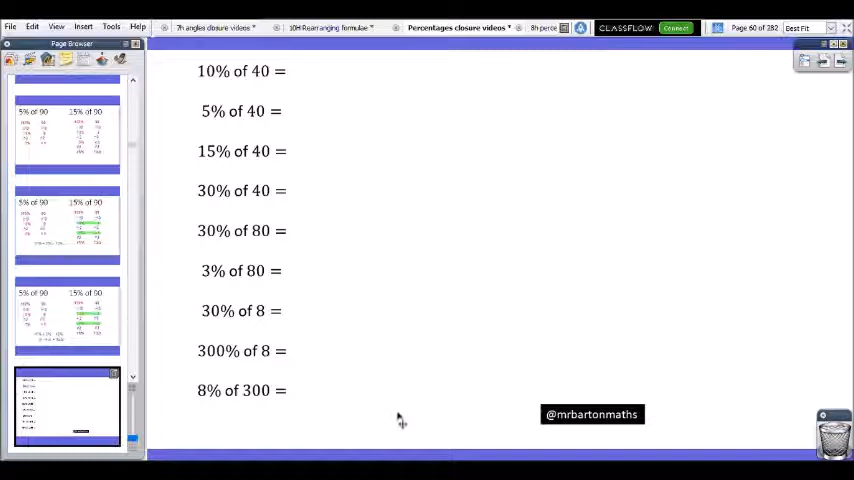 File Edit View Insert Tools Help
7h angles closure videos *
10H Rearranging formulae *
Percentages closure videos *
8h perce
CLASSFLOW Connect
Page 60 of 282
Best Fit
Page Browser
10% of 40 =
5% of 40 =
15% of 40 =
30% of 40 =
30% of 80 =
3% of 80 =
30% of 8 =
300% of 8 =
8% of 300 =
@mrbartonmaths
5% of 90 15% of 90
5% of 90 15% of 90
5% of 90 15% of 90